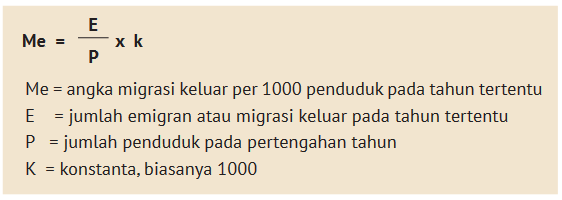 Me = E/P x k
Me = angka migrasi keluar per 1000 penduduk pada tahun tertentu
E = jumlah emigran atau migrasi keluar pada tahun tertentu
P = jumlah penduduk pada pertengahan tahun
K = konstanta, biasanya 1000